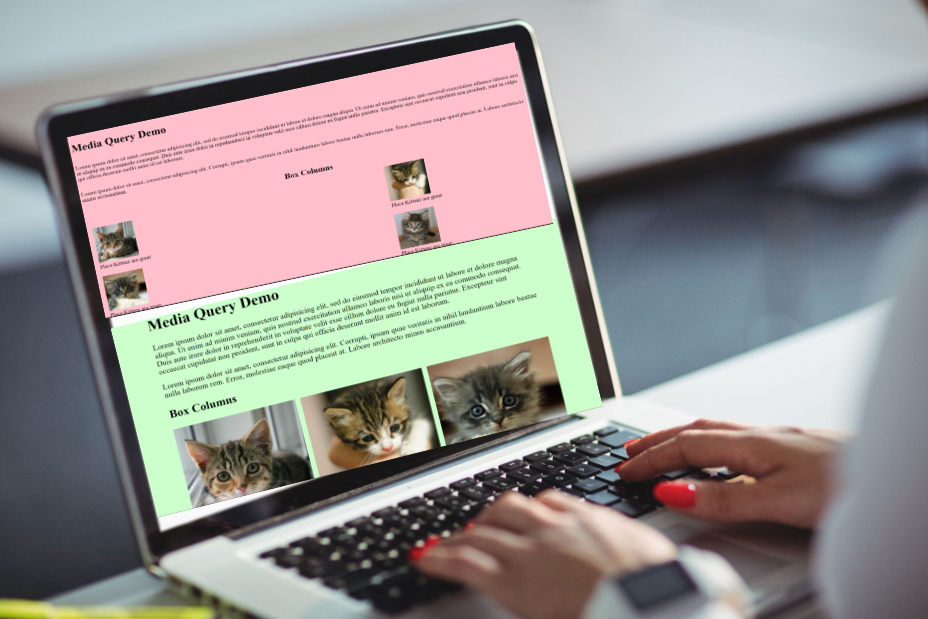 Media Query Demo
Lorem ipsum dolor sit amet, consectetur adipisicing elit, sed do eiusmod tempor incididunt ut labore et dolore magna aliqua. Ut enim ad minim veniam, quis nostrud exercitation ullamco laboris nisi
ut aliquip ex ea commodo consequat. Duis aute irure dolor in reprehenderit in voluptate velit esse cillum dolore eu fugiat nulla pariatur. Excepteur sint occaecat cupidatat non proident, sunt in culpa
qui officia deserunt mollit anim id est laborum.
Lorem ipsum dolor sit amet, consectetur adipisicing elit. Corrupti, ipsum quae veritatis in nihil laudantium labore beatae nulla laborum rem. Error, molestiae eaque quod placeat at. Labore architecto
minus accusantium.
Box Columns
Place Kittens are great
Place Kittens are great
Place Kittens are great
Place Kittens are great
Media Query Demo
Lorem ipsum dolor sit amet, consectetur adipisicing elit, sed do eiusmod tempor incididunt ut labore et dolore magna
aliqua. Ut enim ad minim veniam, quis nostrud exercitation ullamco laboris nisi ut aliquip ex ea commodo consequat.
Duis aute irure dolor in reprehenderit in voluptate velit esse cillum dolore eu fugiat nulla pariatur. Excepteur sint
occaecat cupidatat non proident, sunt in culpa qui officia deserunt mollit anim id est laborum.
Lorem ipsum dolor sit amet, consectetur adipisicing elit. Corrupti, ipsum quae veritatis in nihil laudantium labore beatae
nulla laborum rem. Error, molestiae eaque quod placeat at. Labore architecto minus accusantium.
Box Columns